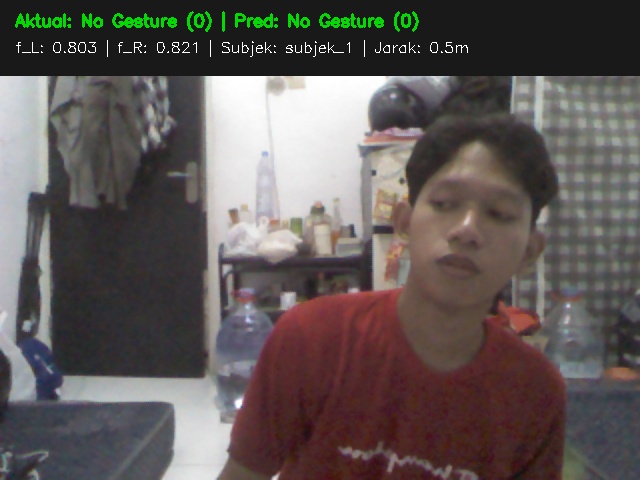 Aktual: No Gesture (0) | Pred: No Gesture (0)
f_L: 0.803 | f_R: 0.821 | Subjek: subjek_1 | Jarak: 0.5m